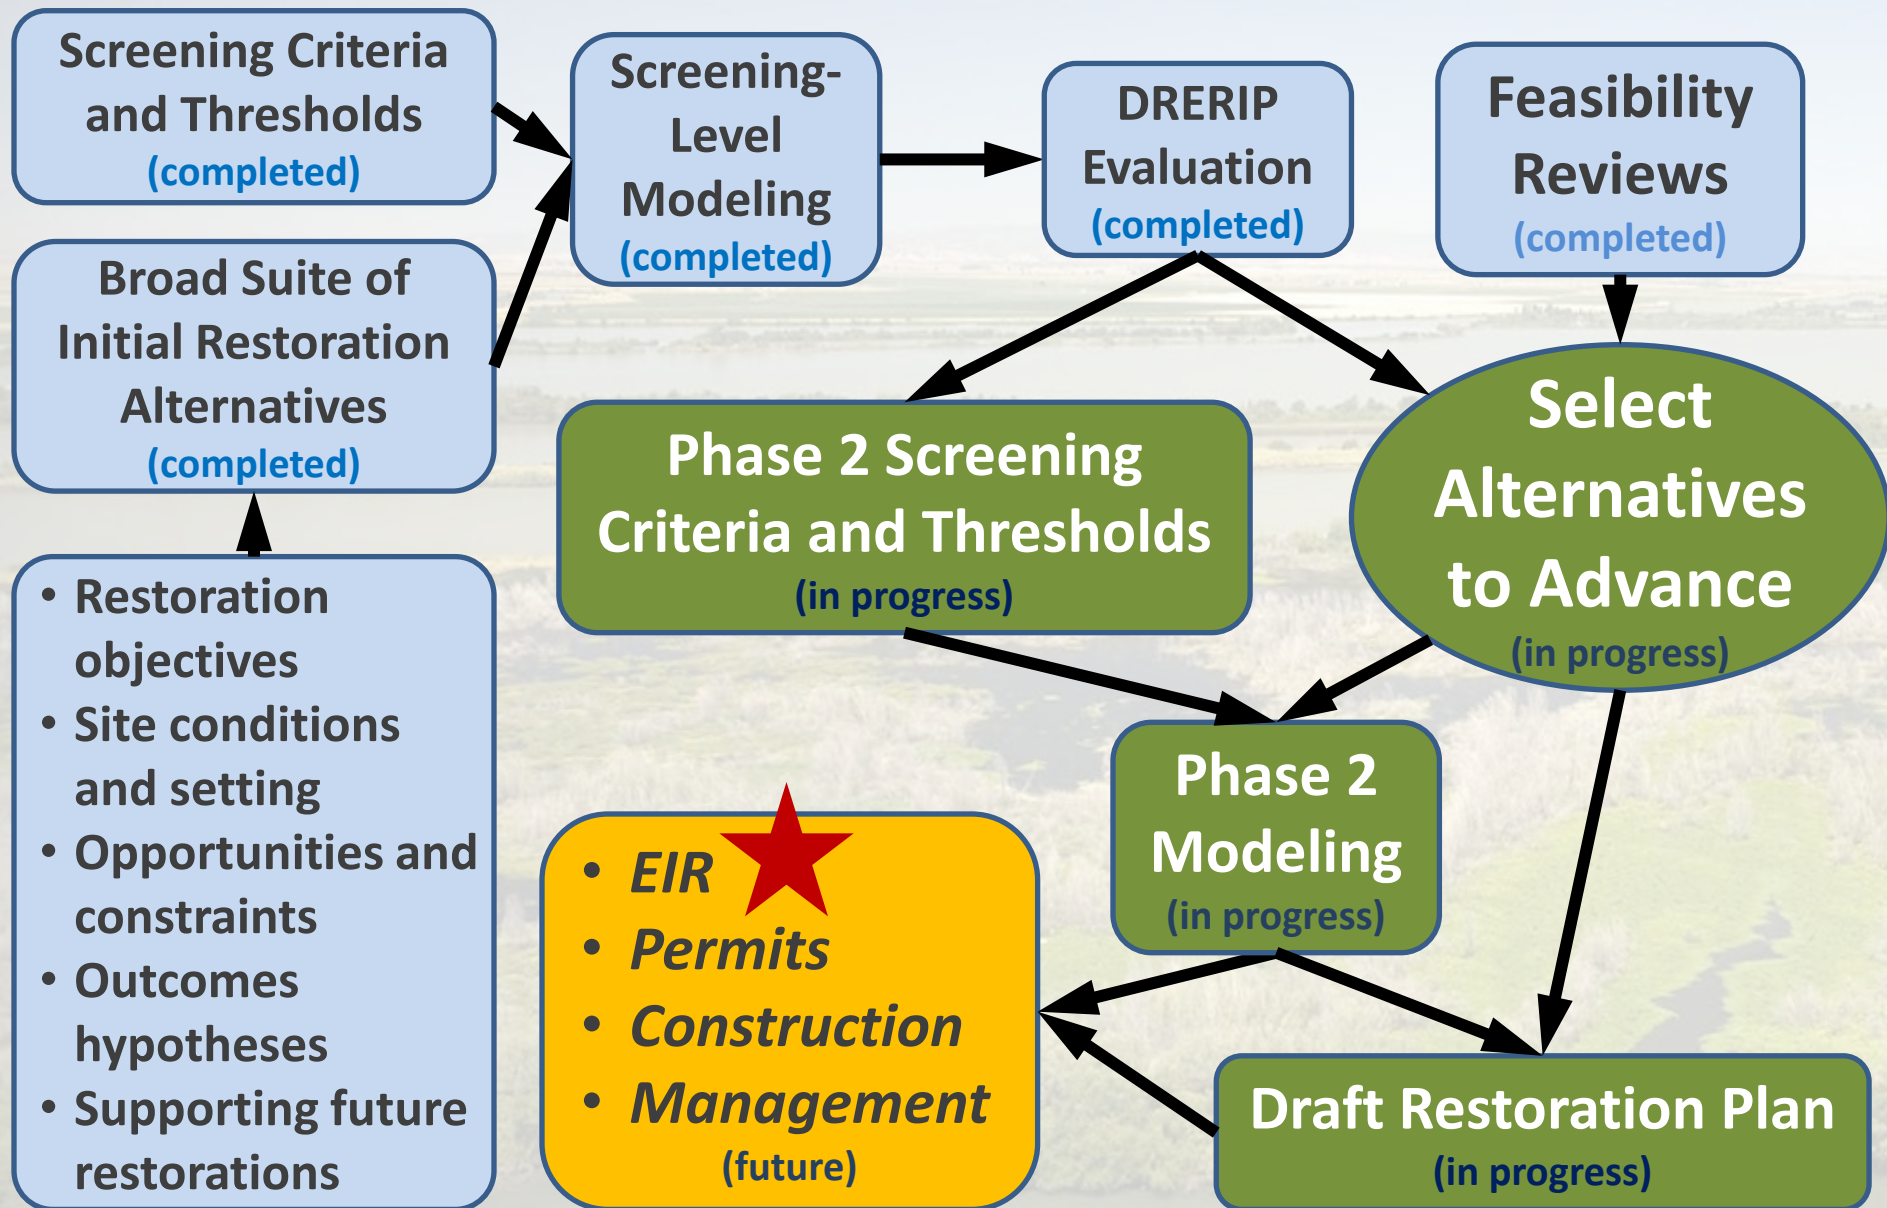 Screening Criteria
and Thresholds
(completed)
Screening-
Level
Modeling
(completed)
DRERIP
Evaluation
(completed)
Feasibility
Reviews
(completed)
Broad Suite of
Initial Restoration
Alternatives
(completed)
• Restoration
objectives
• Site conditions
and setting
• Opportunities and
constraints
• Outcomes
hypotheses
• Supporting future
restorations
Phase 2 Screening
Criteria and Thresholds
(in progress)
Select
Alternatives
to Advance
(in progress)
Phase 2
Modeling
(in progress)
• EIR
• Permits
• Construction
• Management
(future)
Draft Restoration Plan
(in progress)